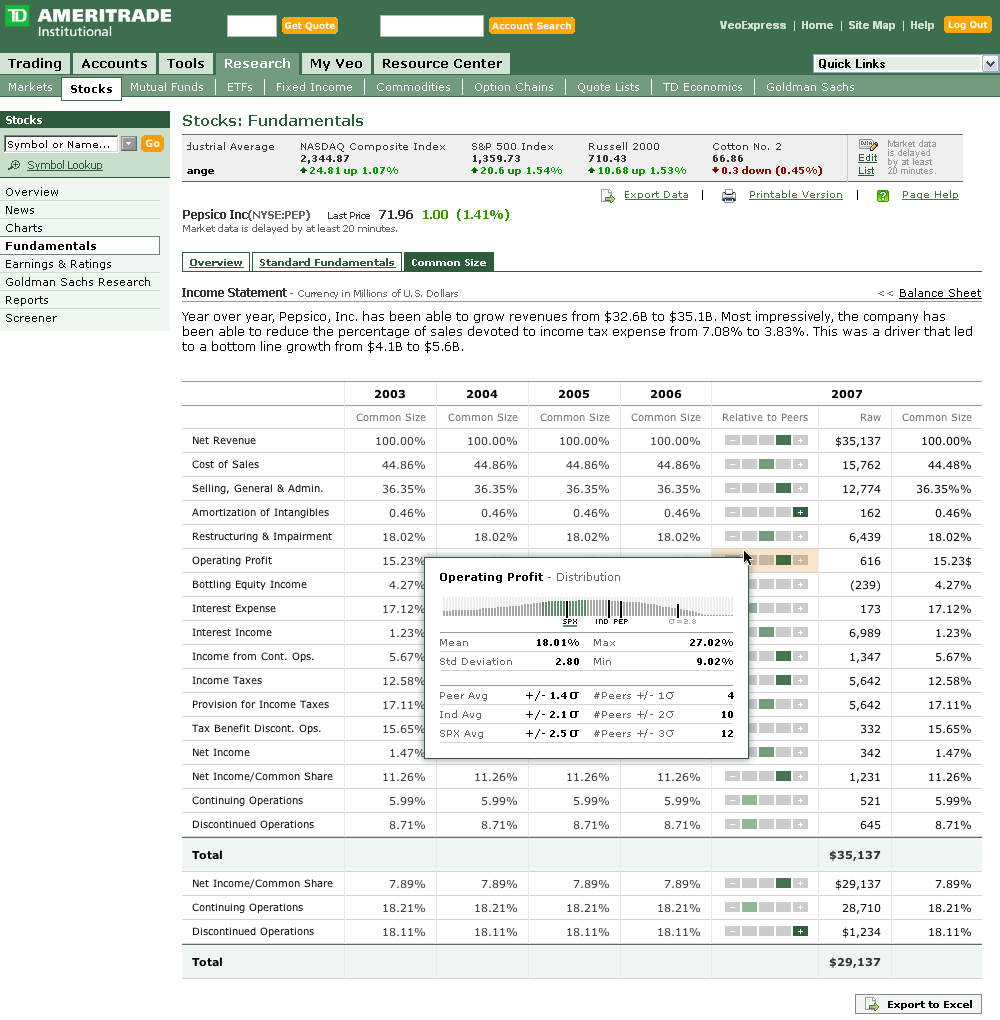 TD AMERITRADE
Institutional
Get Quote
Account Search
VeoExpress | Home | Site Map | Help Log Out
Trading Accounts Tools Research My Veo Resource Center
Quick Links
Markets Stocks Mutual Funds ETFs Fixed Income Commodities Option Chains Quote Lists TD Economics Goldman Sachs
Stocks
Symbol or Name... Go
Symbol Lookup
Overview
News
Charts
Fundamentals
Earnings & Ratings
Goldman Sachs Research
Reports
Screener
Stocks: Fundamentals
dustrial Average NASDAQ Composite Index S&P 500 Index Russell 2000 Cotton No. 2
2,344.87 1,359.73 710.43 66.86
ange 24.81 up 1.07% 20.6 up 1.54% 10.68 up 1.53% 0.3 down (0.45%)
Edit
List
Market data
is delayed
by at least
20 minutes.
Export Data | Printable Version | Page Help
Pepsico Inc(NYSE:PEP) Last Price 71.96 1.00 (1.41%)
Market data is delayed by at least 20 minutes.
Overview Standard Fundamentals Common Size
Income Statement - Currency in Millions of U.S. Dollars << Balance Sheet
Year over year, Pepsico, Inc. has been able to grow revenues from $32.6B to $35.1B. Most impressively, the company has
been able to reduce the percentage of sales devoted to income tax expense from 7.08% to 3.83%. This was a driver that led
to a bottom line growth from $4.1B to $5.6B.
2003 2004 2005 2006 2007
Common Size Common Size Common Size Common Size Relative to Peers Raw Common Size
Net Revenue 100.00% 100.00% 100.00% 100.00% − + $35,137 100.00%
Cost of Sales 44.86% 44.86% 44.86% 44.86% − + 15,762 44.48%
Selling, General & Admin. 36.35% 36.35% 36.35% 36.35% − + 12,774 36.35%%
Amortization of Intangibles 0.46% 0.46% 0.46% 0.46% − + 162 0.46%
Restructuring & Impairment 18.02% 18.02% 18.02% 18.02% − + 6,439 18.02%
Operating Profit 15.23% + 616 15.23$
Bottling Equity Income 4.27% + (239) 4.27%
Interest Expense 17.12% + 173 17.12%
Interest Income 1.23% + 6,989 1.23%
Income from Cont. Ops. 5.67% + 1,347 5.67%
Income Taxes 12.58% + 5,642 12.58%
Provision for Income Taxes 17.11% + 5,642 17.11%
Tax Benefit Discont. Ops. 15.65% + 332 15.65%
Net Income 1.47% + 342 1.47%
Net Income/Common Share 11.26% 11.26% 11.26% 11.26% − + 1,231 11.26%
Continuing Operations 5.99% 5.99% 5.99% 5.99% − + 521 5.99%
Discontinued Operations 8.71% 8.71% 8.71% 8.71% − + 645 8.71%
Total $35,137
Net Income/Common Share 7.89% 7.89% 7.89% 7.89% − + $29,137 7.89%
Continuing Operations 18.21% 18.21% 18.21% 18.21% − + 28,710 18.21%
Discontinued Operations 18.11% 18.11% 18.11% 18.11% − + $1,234 18.11%
Total $29,137
Operating Profit - Distribution
SPX IND PEP σ=2.8
Mean 18.01% Max 27.02%
Std Deviation 2.80 Min 9.02%
Peer Avg +/- 1.4 σ #Peers +/- 1σ 4
Ind Avg +/- 2.1 σ #Peers +/- 2σ 10
SPX Avg +/- 2.5 σ #Peers +/- 3σ 12
Export to Excel